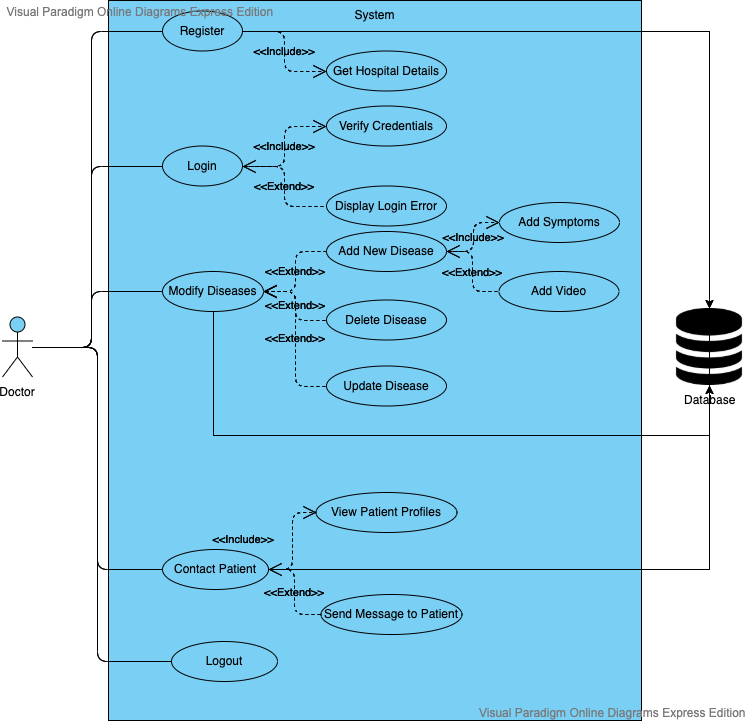 Visual Paradigm Online Diagrams Express Edition
System
Register
<<Include>>
Get Hospital Details
Verify Credentials
<<Include>>
Login
<<Extend>>
Display Login Error
Add Symptoms
<<Include>>
Add New Disease
<<Extend>>
<<Extend>>
Modify Diseases
Add Video
<<Extend>>
Delete Disease
<<Extend>>
Update Disease
Doctor
Database
View Patient Profiles
<<Include>>
Contact Patient
<<Extend>>
Send Message to Patient
Logout
Visual Paradigm Online Diagrams Express Edition